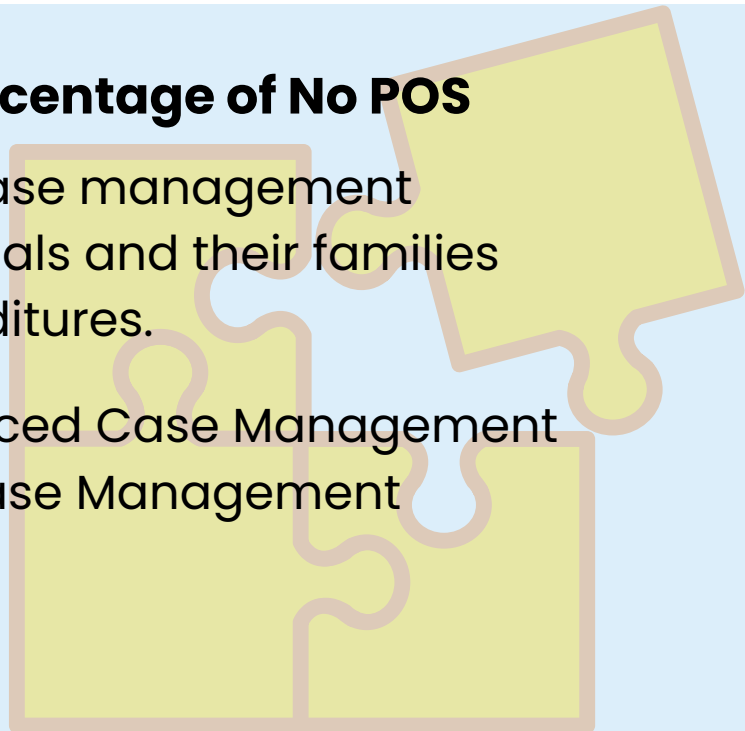 centage of No POS
ase management
als and their families
ditures.
ced Case Management
ase Management